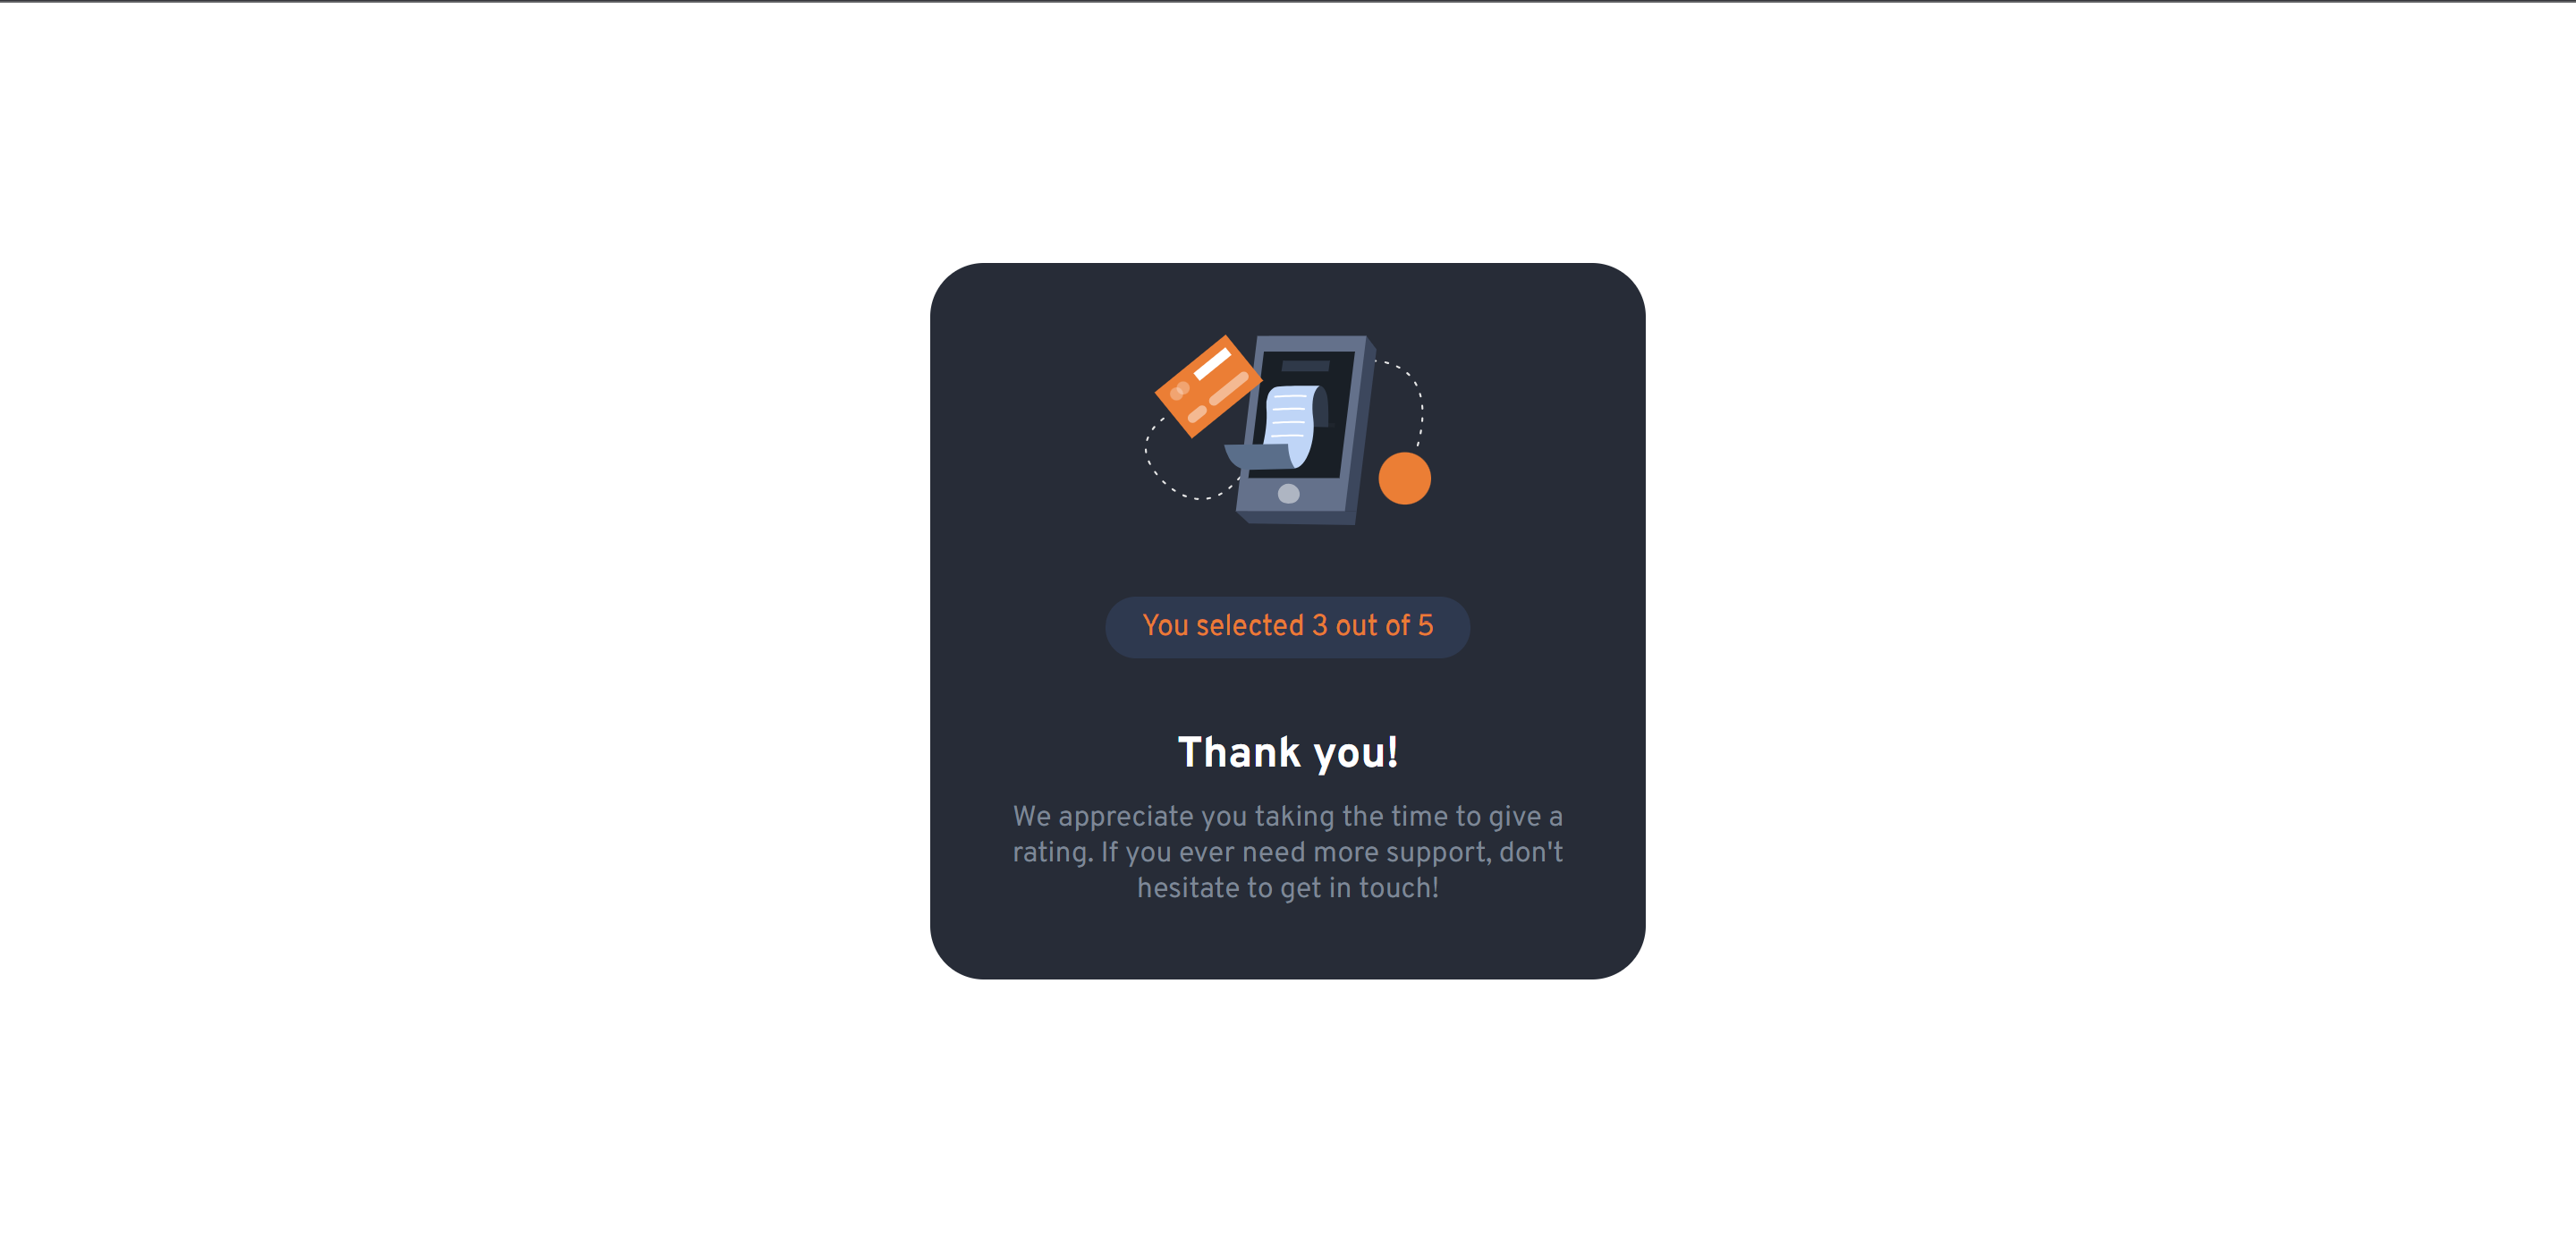 You selected 3 out of 5
Thank you!
We appreciate you taking the time to give a
rating. If you ever need more support, don't
hesitate to get in touch!